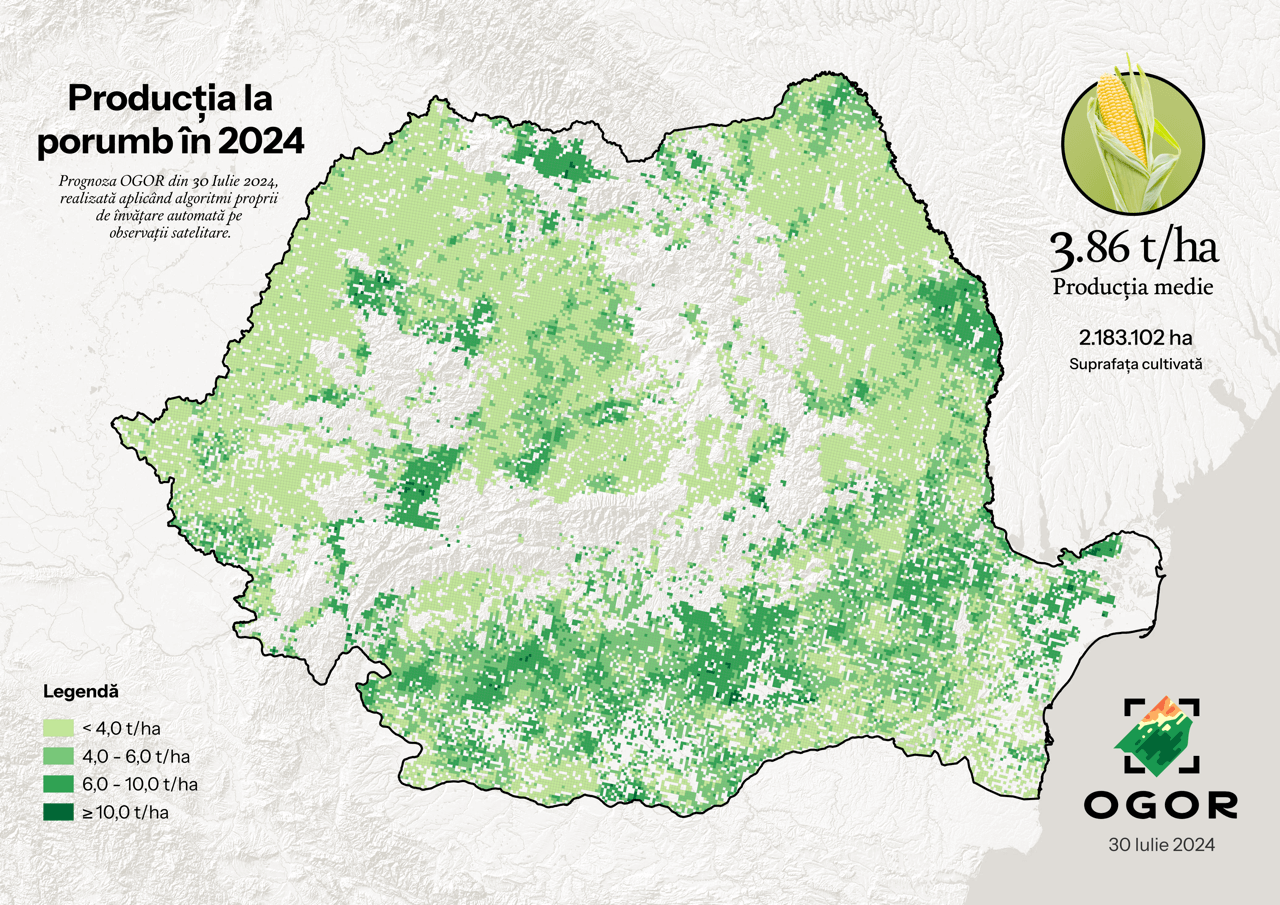 Producția la
porumb în 2024
Prognoza OGOR din 30 Iulie 2024,
realizată aplicând algoritmi proprii
de învățare automată pe
observații satelitare.
3.86 t/ha
Producția medie
2.183.102 ha
Suprafața cultivată
Legendă
< 4,0 t/ha
4,0 - 6,0 t/ha
6,0 - 10,0 t/ha
≥ 10,0 t/ha
OGOR
30 Iulie 2024